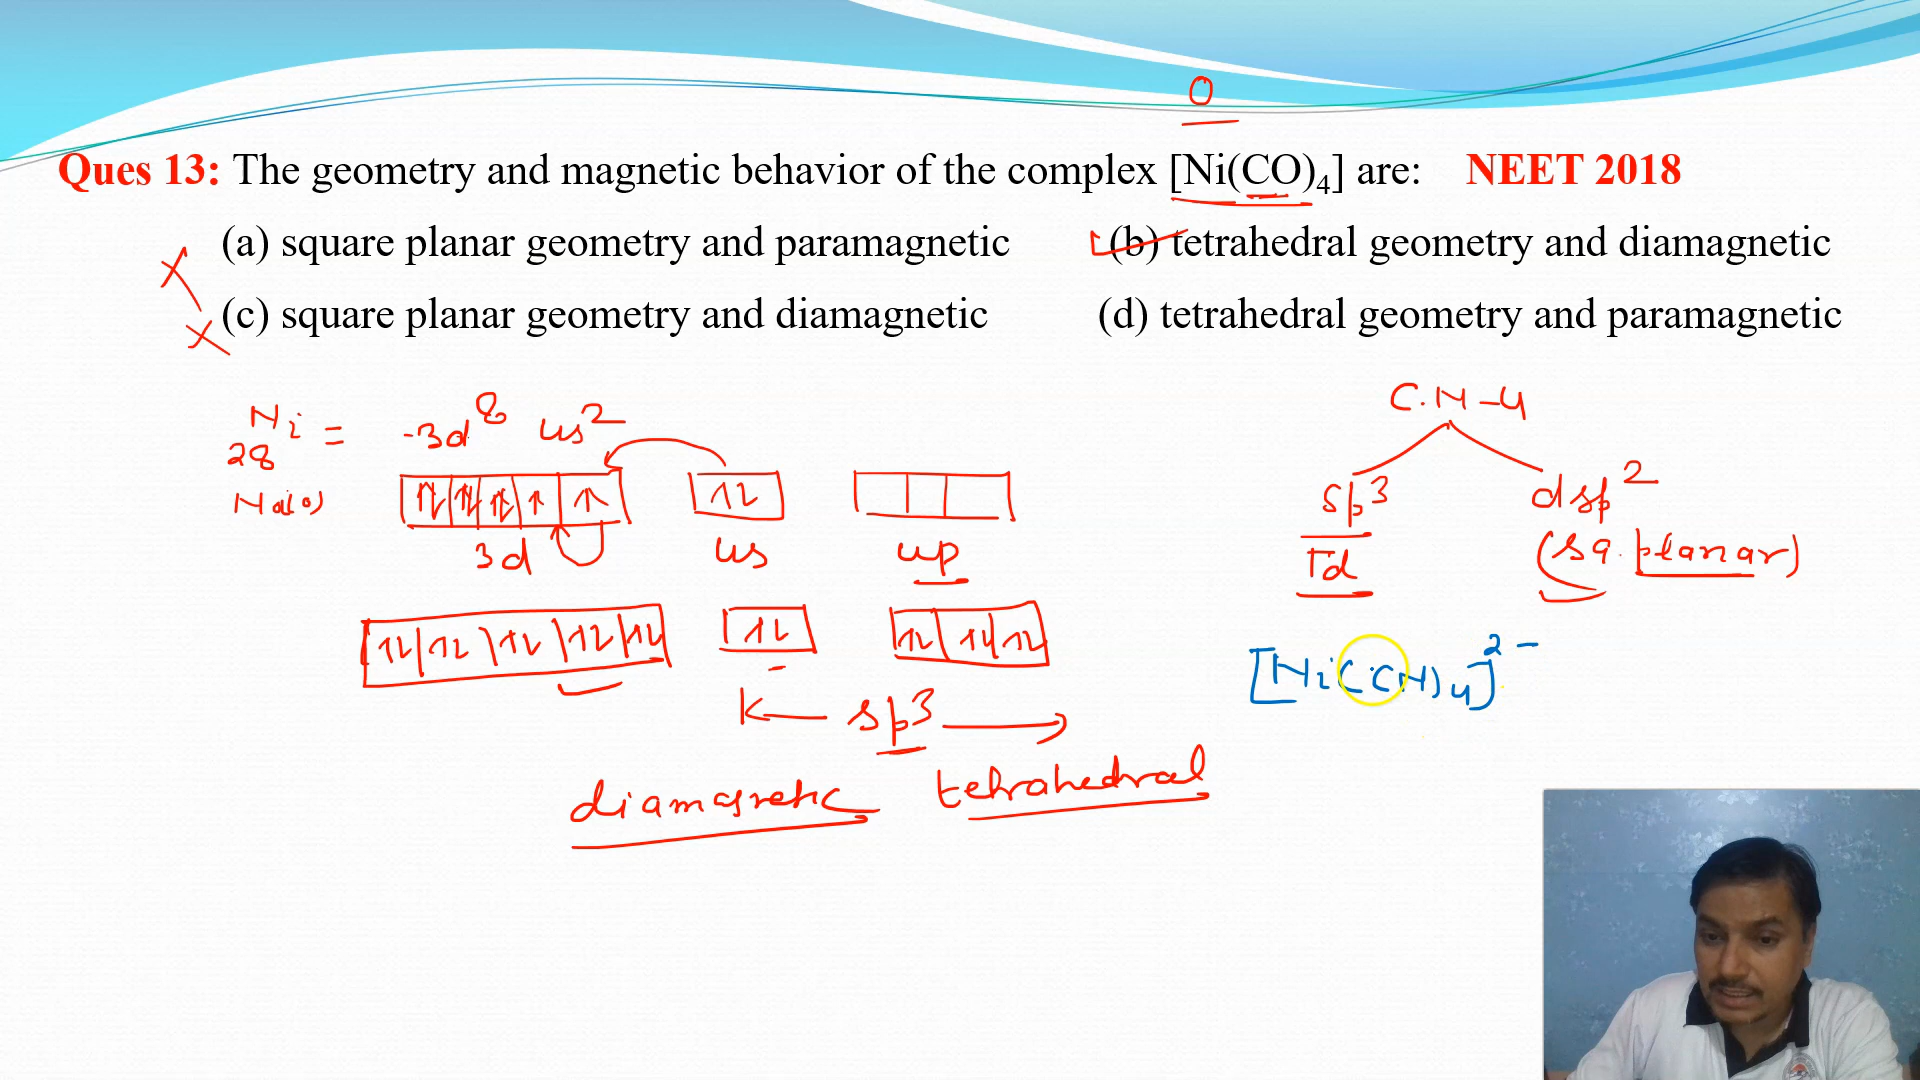 0
Ques 13: The geometry and magnetic behavior of the complex [Ni(CO)₄] are: NEET 2018
(a) square planar geometry and paramagnetic (b) tetrahedral geometry and diamagnetic
(c) square planar geometry and diamagnetic (d) tetrahedral geometry and paramagnetic
C.N - 4
Ni = 3d⁸ 4s²
28
sp³ dsp²
3d 4s 4p
Td (sq. planar)
[Ni(CN)₄]²⁻
sp³
diamagnetic tetrahedral